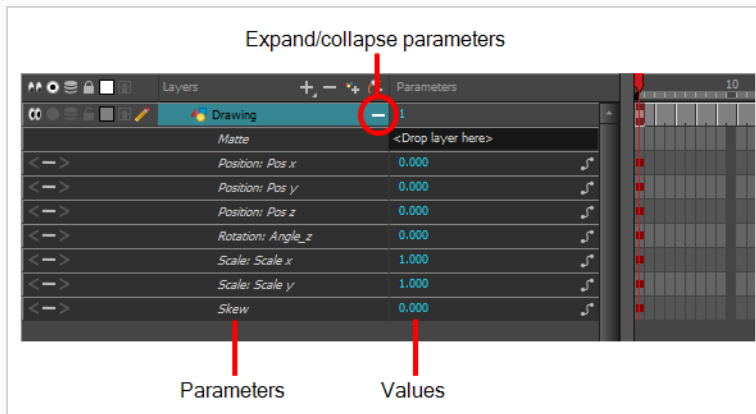 Expand/collapse parameters
Layers Parameters 10
Drawing 1
Matte <Drop layer here>
Position: Pos x 0.000
Position: Pos y 0.000
Position: Pos z 0.000
Rotation: Angle_z 0.000
Scale: Scale x 1.000
Scale: Scale y 1.000
Skew 0.000
Parameters Values